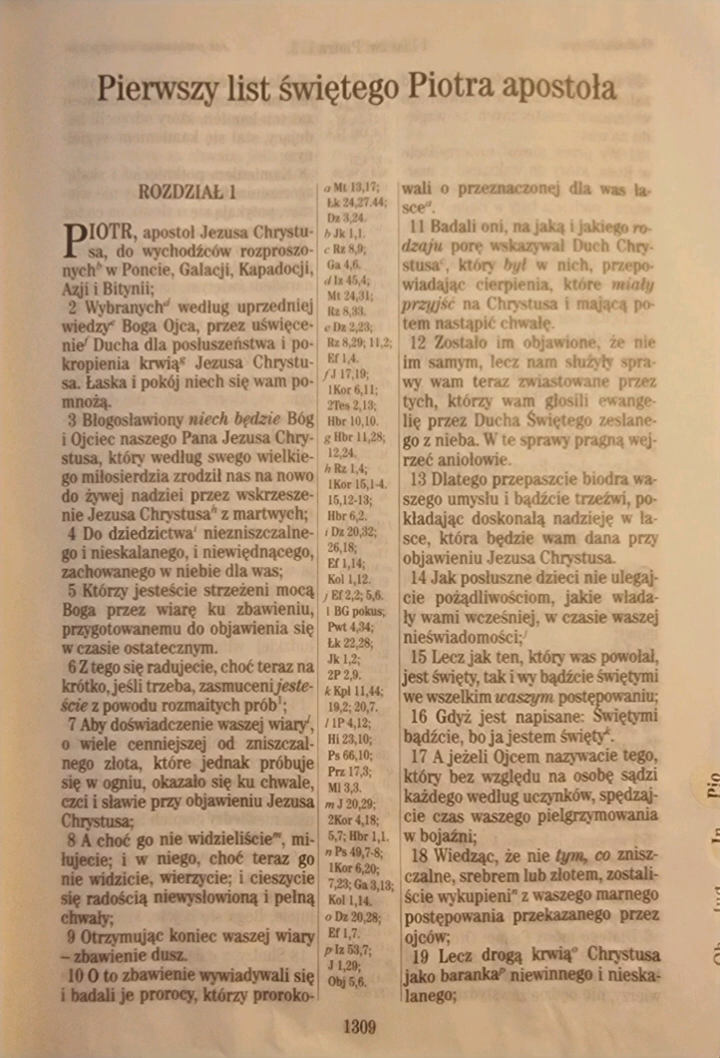 Pierwszy list świętego Piotra apostoła
ROZDZIAŁ 1
PIOTR, apostoł Jezusa Chrystu-
sa, do wychodźców rozproszo-
nychᵇ w Poncie, Galacji, Kapadocji,
Azji i Bitynii;
2 Wybranychᵈ według uprzedniej
wiedzyᵉ Boga Ojca, przez uświęce-
nieᶠ Ducha dla posłuszeństwa i po-
kropienia krwiąᵍ Jezusa Chrystu-
sa. Łaska i pokój niech się wam po-
mnożą.
3 Błogosławiony niech będzie Bóg
i Ojciec naszego Pana Jezusa Chry-
stusa, który według swego wielkie-
go miłosierdzia zrodził nas na nowo
do żywej nadziei przez wskrzesze-
nie Jezusa Chrystusaʰ z martwych;
4 Do dziedzictwaⁱ niezniszczalne-
go i nieskalanego, i niewiędnącego,
zachowanego w niebie dla was;
5 Którzy jesteście strzeżeni mocą
Boga przez wiarę ku zbawieniu,
przygotowanemu do objawienia się
w czasie ostatecznym.
6 Z tego się radujecie, choć teraz na
krótko, jeśli trzeba, zasmuceni jeste-
ście z powodu rozmaitych prób¹;
7 Aby doświadczenie waszej wiaryˡ,
o wiele cenniejszej od zniszczal-
nego złota, które jednak próbuje
się w ogniu, okazało się ku chwale,
czci i sławie przy objawieniu Jezusa
Chrystusa;
8 A choć go nie widzieliścieᵐ, mi-
łujecie; i w niego, choć teraz go
nie widzicie, wierzycie; i cieszycie
się radością niewysłowioną i pełną
chwały;
9 Otrzymując koniec waszej wiary
– zbawienie dusz.
10 O to zbawienie wywiadywali się
i badali je prorocy, którzy proroko-
a Mt 13,17;
Łk 24,27.44;
Dz 3,24.
b Jk 1,1.
c Rz 8,9;
Ga 4,6.
d Iz 45,4;
Mt 24,31;
Rz 8,33.
e Dz 2,23;
Rz 8,29; 11,2;
Ef 1,4.
f J 17,19;
1Kor 6,11;
2Tes 2,13;
Hbr 10,10.
g Hbr 11,28;
12,24.
h Rz 1,4;
1Kor 15,1-4.
15,12-13;
Hbr 6,2.
i Dz 20,32;
26,18;
Ef 1,14;
Kol 1,12.
j Ef 2,2; 5,6.
1 BG pokus;
Pwt 4,34;
Łk 22,28;
Jk 1,2;
2P 2,9.
k Kpl 11,44;
19,2; 20,7.
l 1P 4,12;
Hi 23,10;
Ps 66,10;
Prz 17,3;
Ml 3,3.
m J 20,29;
2Kor 4,18;
5,7; Hbr 1,1.
n Ps 49,7-8;
1Kor 6,20;
7,23; Ga 3,13;
Kol 1,14.
o Dz 20,28;
Ef 1,7.
p Iz 53,7;
J 1,29;
Obj 5,6.
wali o przeznaczonej dla was ła-
sceᵃ.
11 Badali oni, na jaką i jakiego ro-
dzaju porę wskazywał Duch Chry-
stusaᶜ, który był w nich, przepo-
wiadając cierpienia, które miały
przyjść na Chrystusa i mającą po-
tem nastąpić chwałę.
12 Zostało im objawione, że nie
im samym, lecz nam służyły spra-
wy wam teraz zwiastowane przez
tych, którzy wam głosili ewange-
lię przez Ducha Świętego zesłane-
go z nieba. W te sprawy pragną wej-
rzeć aniołowie.
13 Dlatego przepaszcie biodra wa-
szego umysłu i bądźcie trzeźwi, po-
kładając doskonałą nadzieję w ła-
sce, która będzie wam dana przy
objawieniu Jezusa Chrystusa.
14 Jak posłuszne dzieci nie ulegaj-
cie pożądliwościom, jakie włada-
ły wami wcześniej, w czasie waszej
nieświadomości;ʲ
15 Lecz jak ten, który was powołał,
jest święty, tak i wy bądźcie świętymi
we wszelkim waszym postępowaniu;
16 Gdyż jest napisane: Świętymi
bądźcie, bo ja jestem świętyᵏ.
17 A jeżeli Ojcem nazywacie tego,
który bez względu na osobę sądzi
każdego według uczynków, spędzaj-
cie czas waszego pielgrzymowania
w bojaźni;
18 Wiedząc, że nie tym, co znisz-
czalne, srebrem lub złotem, zostali-
ście wykupieniⁿ z waszego marnego
postępowania przekazanego przez
ojców;
19 Lecz drogą krwiąᵒ Chrystusa
jako barankaᵖ niewinnego i nieska-
lanego;
1309